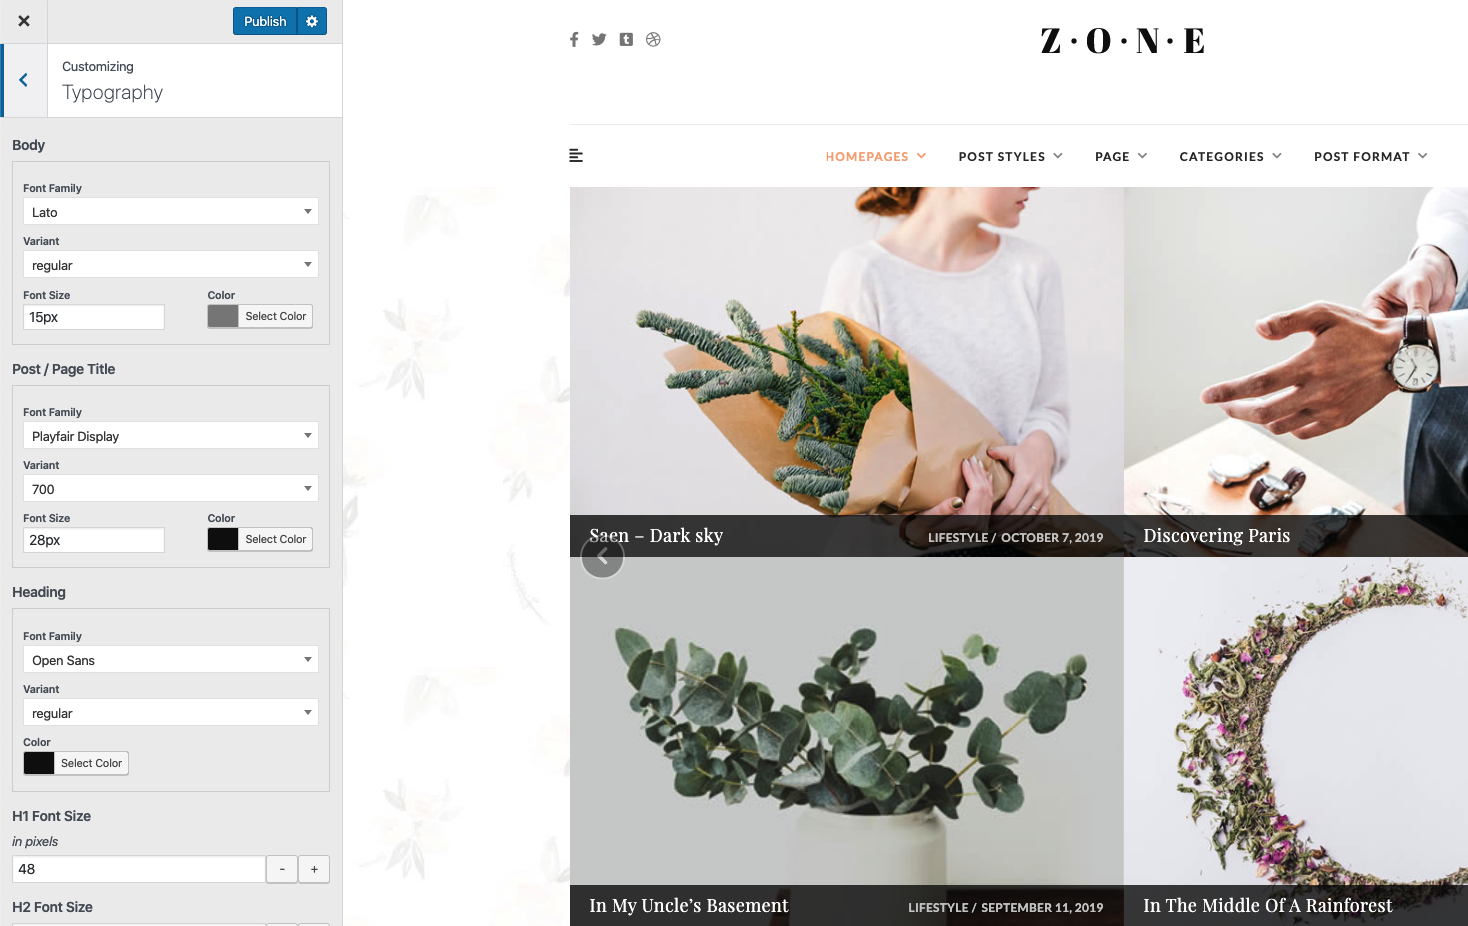 Publish
Customizing
Typography
Body
Font Family
Lato
Variant
regular
Font Size
Color
15px
Select Color
Post / Page Title
Font Family
Playfair Display
Variant
700
Font Size
Color
28px
Select Color
Heading
Font Family
Open Sans
Variant
regular
Color
Select Color
H1 Font Size
in pixels
48
-
+
H2 Font Size
Z·O·N·E
HOMEPAGES
POST STYLES
PAGE
CATEGORIES
POST FORMAT
Saen – Dark sky
LIFESTYLE / OCTOBER 7, 2019
Discovering Paris
In My Uncle's Basement
LIFESTYLE / SEPTEMBER 11, 2019
In The Middle Of A Rainforest